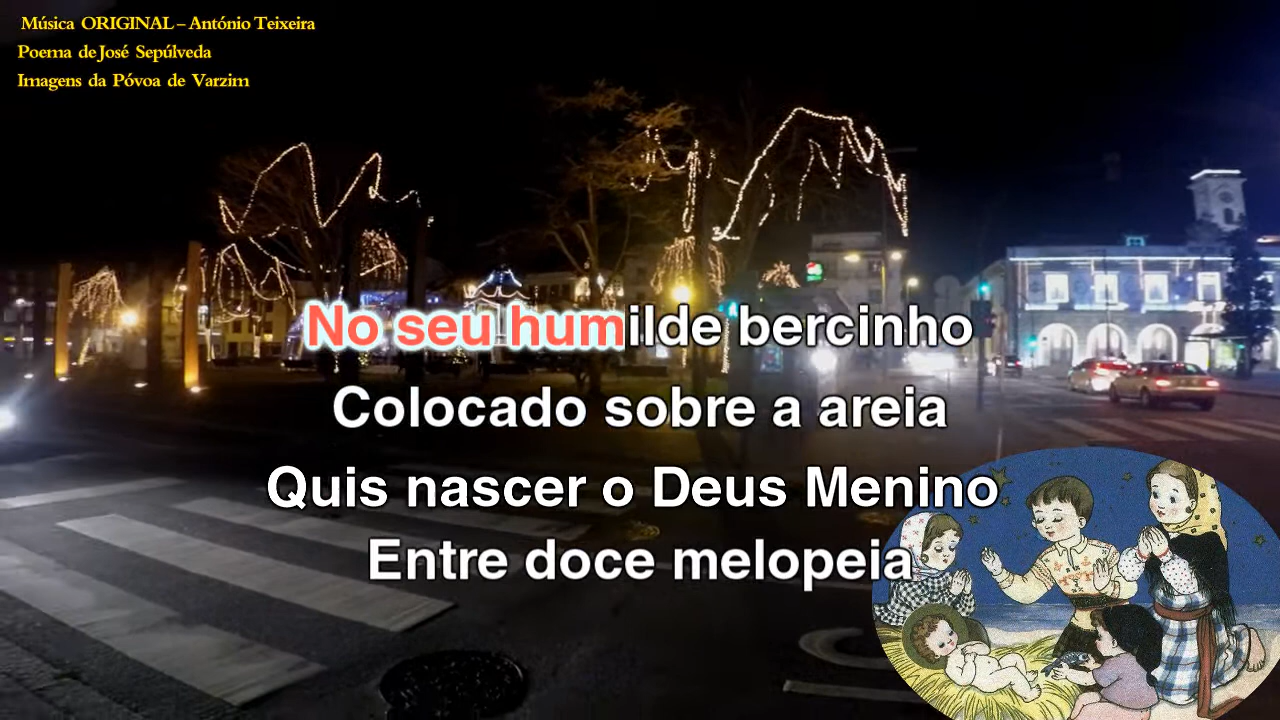 Música ORIGINAL – António Teixeira
Poema de José Sepúlveda
Imagens da Póvoa de Varzim
No seu humilde bercinho
Colocado sobre a areia
Quis nascer o Deus Menino
Entre doce melopeia